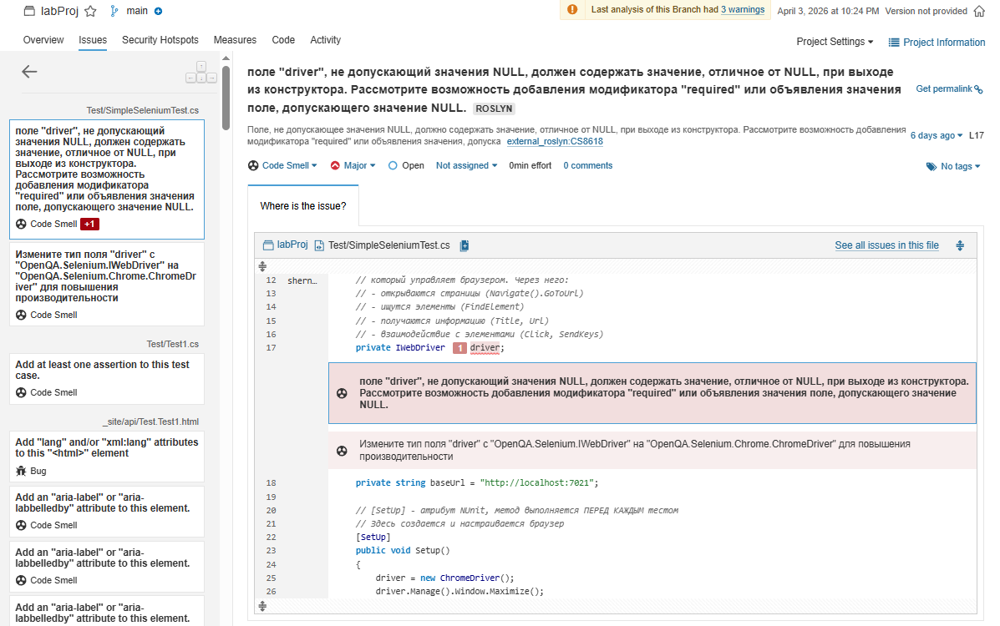 labProj main
Last analysis of this Branch had 3 warnings April 3, 2026 at 10:24 PM Version not provided
Overview Issues Security Hotspots Measures Code Activity
Project Settings Project Information
Test/SimpleSeleniumTest.cs
поле "driver", не допускающий
значения NULL, должен содержать
значение, отличное от NULL, при
выходе из конструктора.
Рассмотрите возможность
добавления модификатора
"required" или объявления значения
поле, допускающего значение NULL.
Code Smell +1
Измените тип поля "driver" с
"OpenQA.Selenium.IWebDriver" на
"OpenQA.Selenium.Chrome.ChromeDr
iver" для повышения
производительности
Code Smell
Test/Test1.cs
Add at least one assertion to this test
case.
Code Smell
_site/api/Test.Test1.html
Add "lang" and/or "xml:lang" attributes
to this "<html>" element
Bug
Add an "aria-label" or "aria-
labbelledby" attribute to this element.
Code Smell
Add an "aria-label" or "aria-
labbelledby" attribute to this element.
Code Smell
Add an "aria-label" or "aria-
labbelledby" attribute to this element.
поле "driver", не допускающий значения NULL, должен содержать значение, отличное от NULL, при выходе
из конструктора. Рассмотрите возможность добавления модификатора "required" или объявления значения
поле, допускающего значение NULL. ROSLYN
Get permalink
Поле, не допускающее значения NULL, должно содержать значение, отличное от NULL, при выходе из конструктора. Рассмотрите возможность добавления
модификатора "required" или объявления значения, допуска external_roslyn:CS8618
6 days ago L17
Code Smell Major Open Not assigned 0min effort 0 comments
No tags
Where is the issue?
labProj Test/SimpleSeleniumTest.cs See all issues in this file
12 shern… // который управляет браузером. Через него:
13 // - открываются страницы (Navigate().GoToUrl)
14 // - ищутся элементы (FindElement)
15 // - получаются информацию (Title, Url)
16 // - взаимодействие с элементами (Click, SendKeys)
17 private IWebDriver 1 driver;
поле "driver", не допускающий значения NULL, должен содержать значение, отличное от NULL, при выходе из конструктора.
Рассмотрите возможность добавления модификатора "required" или объявления значения поле, допускающего значение
NULL.
Измените тип поля "driver" с "OpenQA.Selenium.IWebDriver" на "OpenQA.Selenium.Chrome.ChromeDriver" для повышения
производительности
18 private string baseUrl = "http://localhost:7021";
19
20 // [SetUp] - атрибут NUnit, метод выполняется ПЕРЕД КАЖДЫМ тестом
21 // Здесь создается и настраивается браузер
22 [SetUp]
23 public void Setup()
24 {
25 driver = new ChromeDriver();
26 driver.Manage().Window.Maximize();